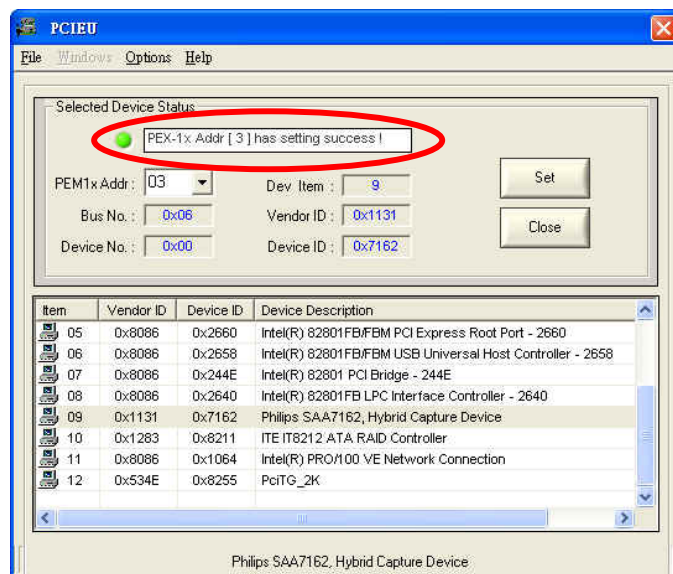 PCIEU
File Windows Options Help
Selected Device Status
PEX-1x Addr [ 3 ] has setting success !
PEM1x Addr : 03 Dev Item : 9 Set
Bus No. : 0x06 Vendor ID : 0x1131 Close
Device No. : 0x00 Device ID : 0x7162
Item Vendor ID Device ID Device Description
05 0x8086 0x2660 Intel(R) 82801FB/FBM PCI Express Root Port - 2660
06 0x8086 0x2658 Intel(R) 82801FB/FBM USB Universal Host Controller - 2658
07 0x8086 0x244E Intel(R) 82801 PCI Bridge - 244E
08 0x8086 0x2640 Intel(R) 82801FB LPC Interface Controller - 2640
09 0x1131 0x7162 Philips SAA7162, Hybrid Capture Device
10 0x1283 0x8211 ITE IT8212 ATA RAID Controller
11 0x8086 0x1064 Intel(R) PRO/100 VE Network Connection
12 0x534E 0x8255 PciTG_2K
Philips SAA7162, Hybrid Capture Device